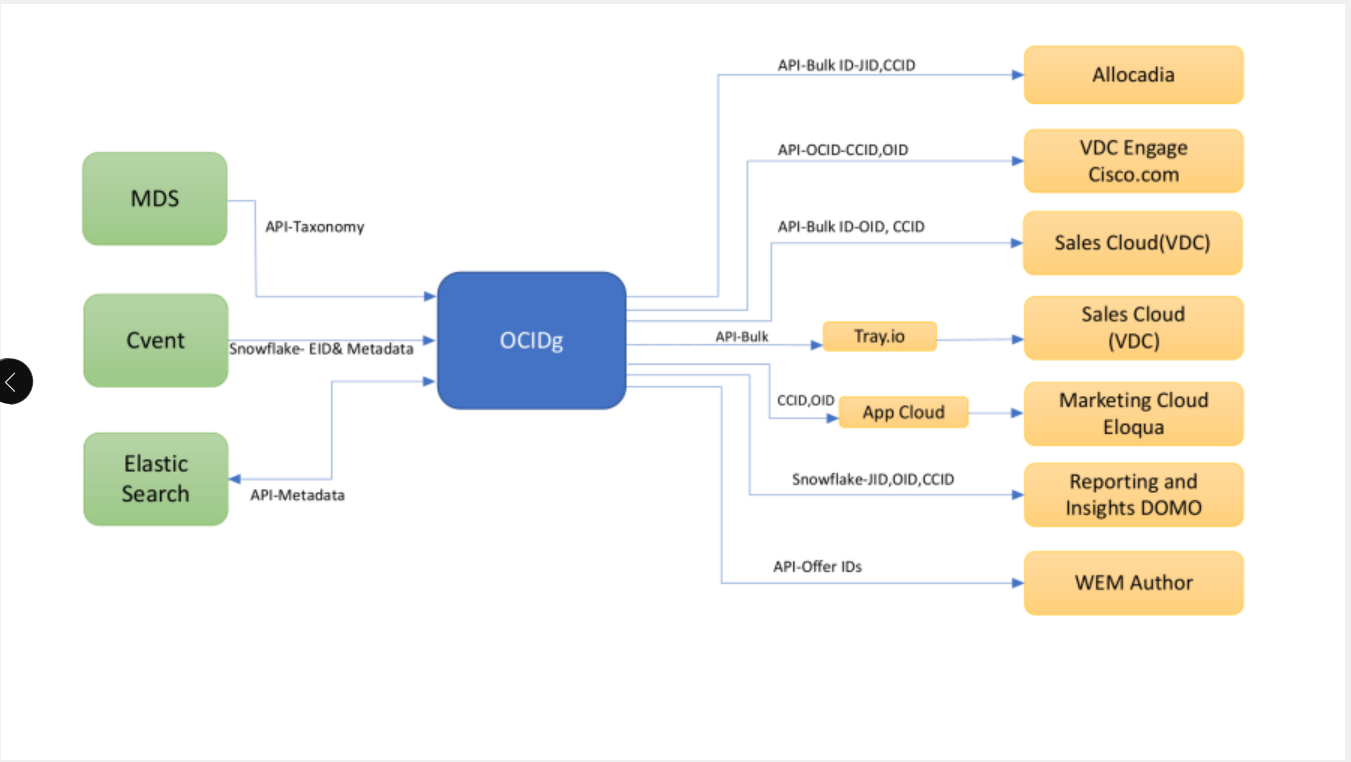 API-Bulk ID-JID,CCID
Allocadia
API-OCID-CCID,OID
VDC Engage
Cisco.com
MDS
API-Taxonomy
API-Bulk ID-OID, CCID
Sales Cloud(VDC)
Cvent
Snowflake- EID& Metadata
OCIDg
API-Bulk
Tray.io
Sales Cloud
(VDC)
CCID,OID
App Cloud
Marketing Cloud
Eloqua
Elastic
Search
API-Metadata
Snowflake-JID,OID,CCID
Reporting and
Insights DOMO
API-Offer IDs
WEM Author